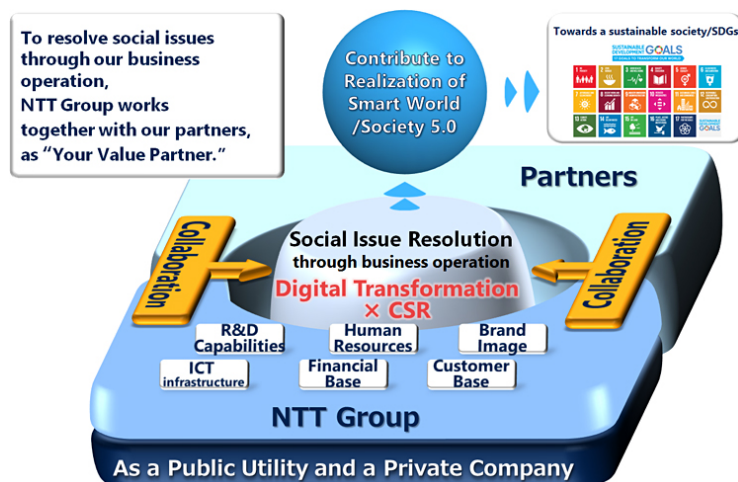 To resolve social issues
through our business
operation,
NTT Group works
together with our partners,
as “Your Value Partner.”
Contribute to
Realization of
Smart World
/Society 5.0
Towards a sustainable society/SDGs
SUSTAINABLE
DEVELOPMENT
GOALS
Partners
Collaboration
Collaboration
Social Issue Resolution
through business operation
Digital Transformation
× CSR
R&D
Capabilities
Human
Resources
Brand
Image
ICT
infrastructure
Financial
Base
Customer
Base
NTT Group
As a Public Utility and a Private Company